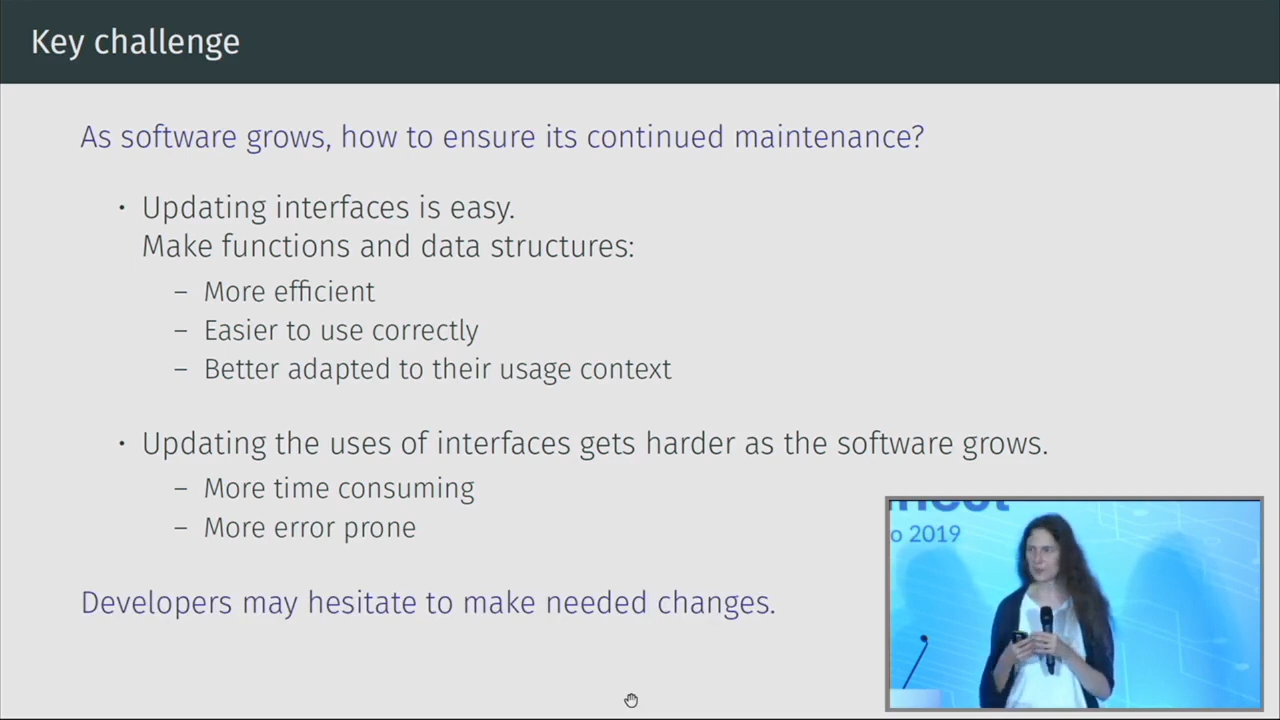 Key challenge
As software grows, how to ensure its continued maintenance?
• Updating interfaces is easy.
Make functions and data structures:
– More efficient
– Easier to use correctly
– Better adapted to their usage context
• Updating the uses of interfaces gets harder as the software grows.
– More time consuming
– More error prone
Developers may hesitate to make needed changes.
2019